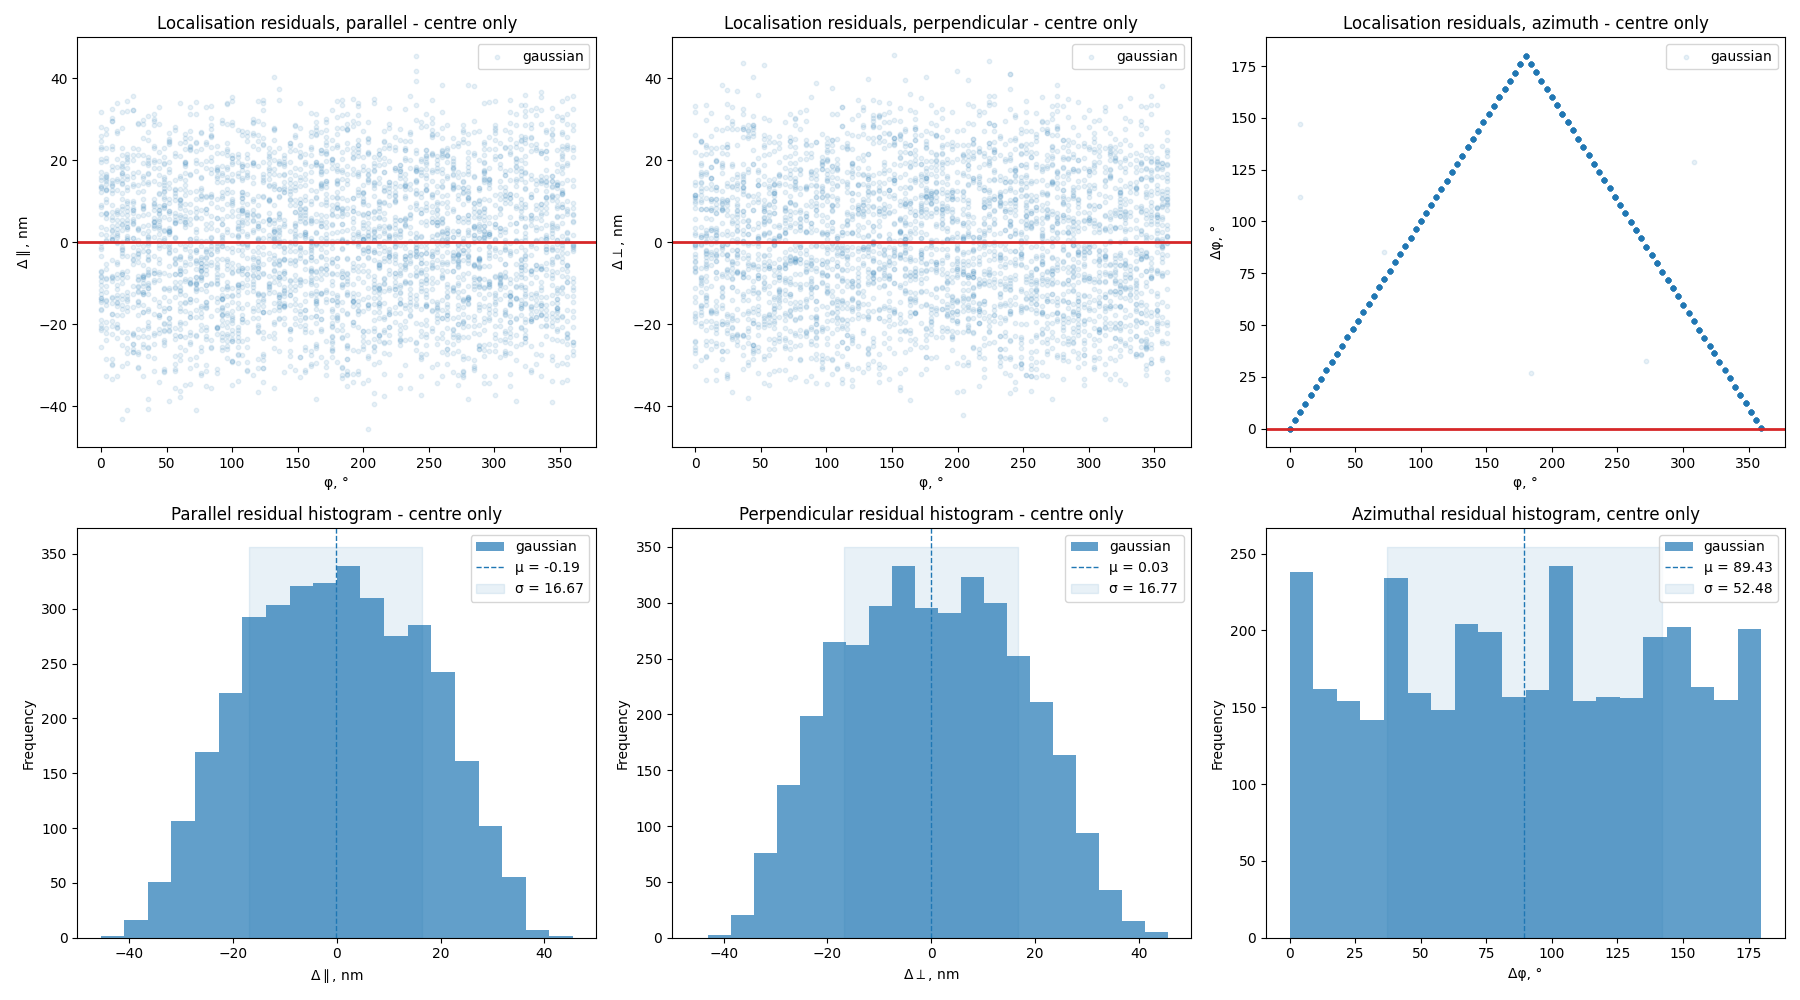 Localisation residuals, parallel - centre only
gaussian
40
20
0
−20
−40
Δ∥, nm
0 50 100 150 200 250 300 350
φ, °
Localisation residuals, perpendicular - centre only
gaussian
40
20
0
−20
−40
Δ⊥, nm
0 50 100 150 200 250 300 350
φ, °
Localisation residuals, azimuth - centre only
gaussian
175
150
125
100
75
50
25
0
Δφ, °
0 50 100 150 200 250 300 350
φ, °
Parallel residual histogram - centre only
gaussian
μ = -0.19
σ = 16.67
350
300
250
200
150
100
50
0
Frequency
−40 −20 0 20 40
Δ∥, nm
Perpendicular residual histogram - centre only
gaussian
μ = 0.03
σ = 16.77
350
300
250
200
150
100
50
0
Frequency
−40 −20 0 20 40
Δ⊥, nm
Azimuthal residual histogram, centre only
gaussian
μ = 89.43
σ = 52.48
250
200
150
100
50
0
Frequency
0 25 50 75 100 125 150 175
Δφ, °